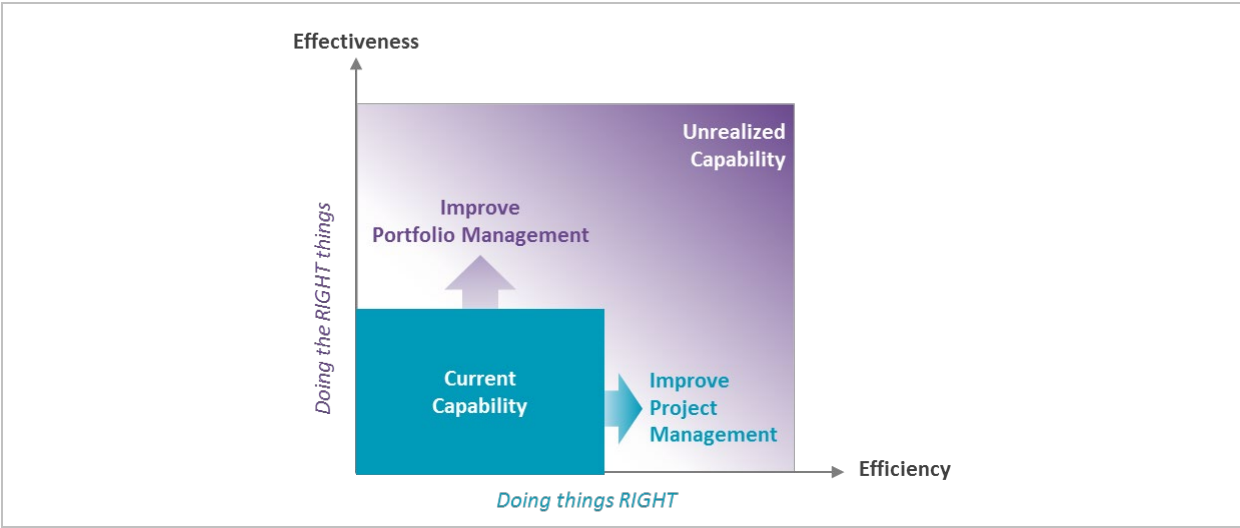 Effectiveness
Unrealized
Capability
Improve
Portfolio Management
Doing the RIGHT things
Current
Capability
Improve
Project
Management
Efficiency
Doing things RIGHT